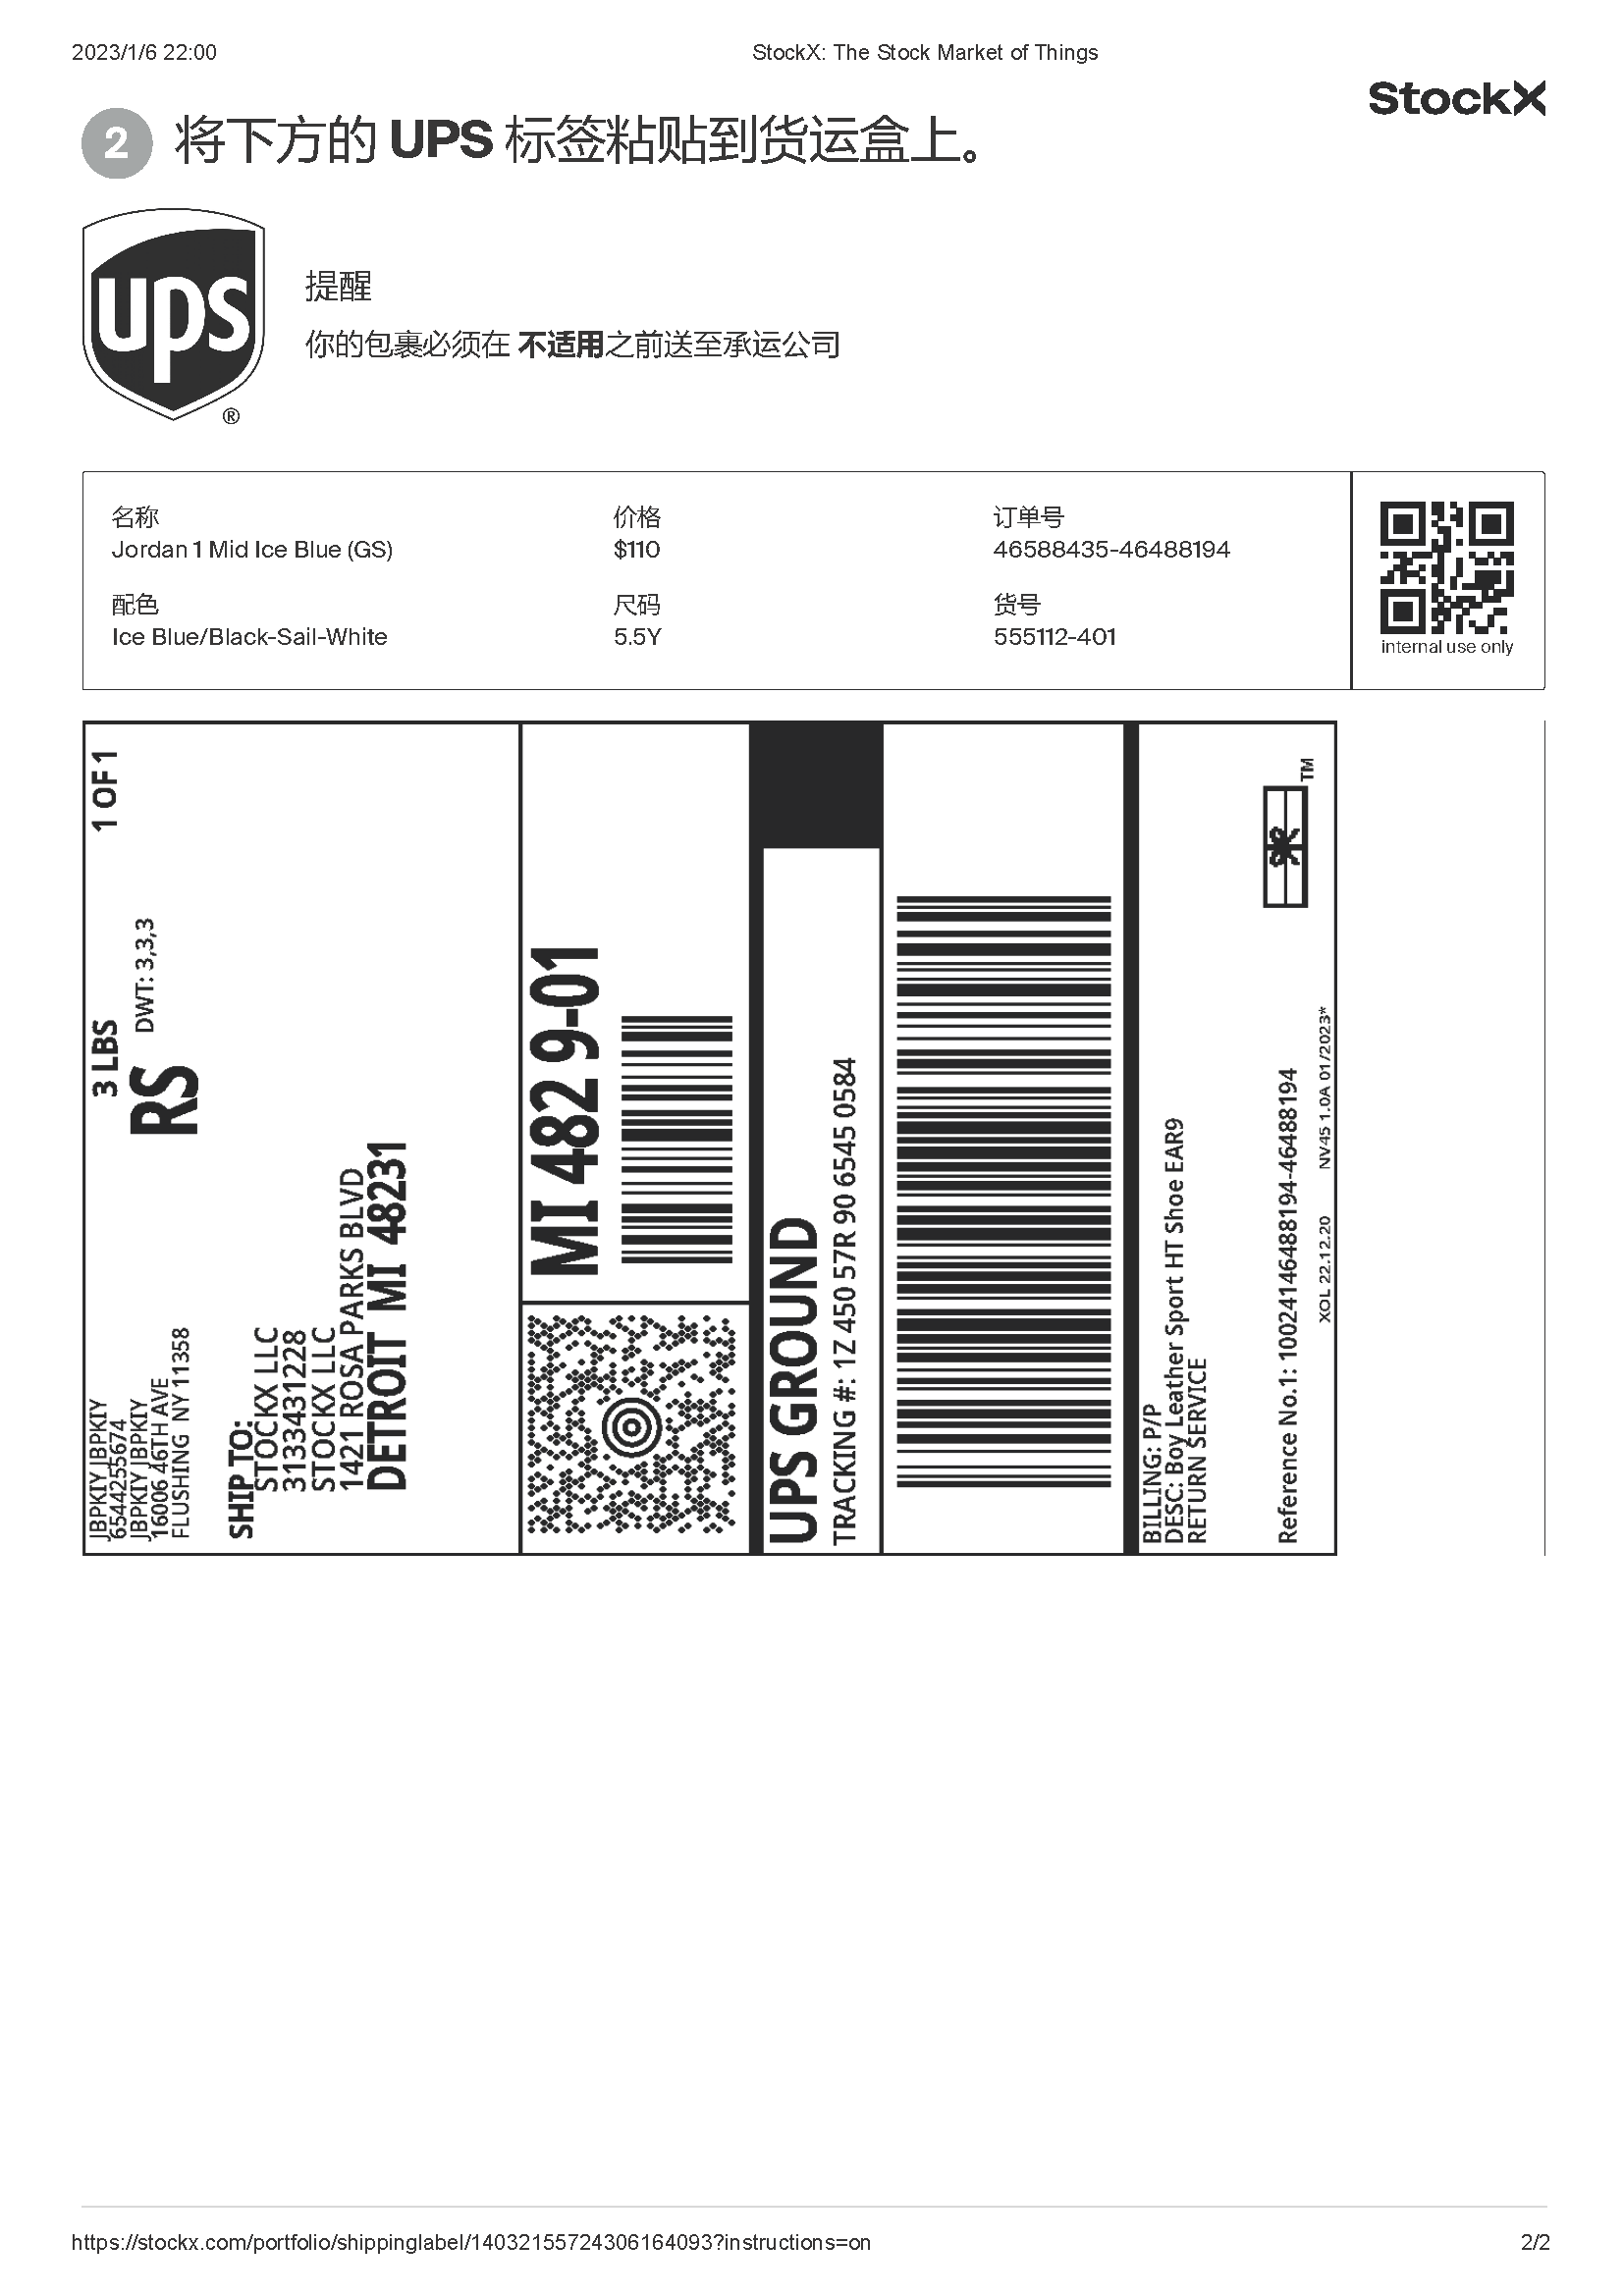 2023/1/6 22:00
StockX: The Stock Market of Things
StockX
2 将下方的 UPS 标签粘贴到货运盒上。
ups
®
提醒
你的包裹必须在 不适用之前送至承运公司
名称
Jordan 1 Mid Ice Blue (GS)
价格
$110
订单号
46588435-46488194
配色
Ice Blue/Black-Sail-White
尺码
5.5Y
货号
555112-401
internal use only
JBPKIY JBPKIY
6544255674
JBPKIY JBPKIY
16006 46TH AVE
FLUSHING NY 11358
3 LBS
1 OF 1
RS
DWT: 3,3,3
SHIP TO:
STOCKX LLC
3133431228
STOCKX LLC
1421 ROSA PARKS BLVD
DETROIT MI 48231
MI 482 9-01
UPS GROUND
TRACKING #: 1Z 450 57R 90 6545 0584
BILLING: P/P
DESC: Boy Leather Sport HT Shoe EAR9
RETURN SERVICE
Reference No.1: 10024146488194-46488194
XOL 22.12.20 NV45 1.0A 01/2023*
TM
https://stockx.com/portfolio/shippinglabel/14032155724306164093?instructions=on
2/2